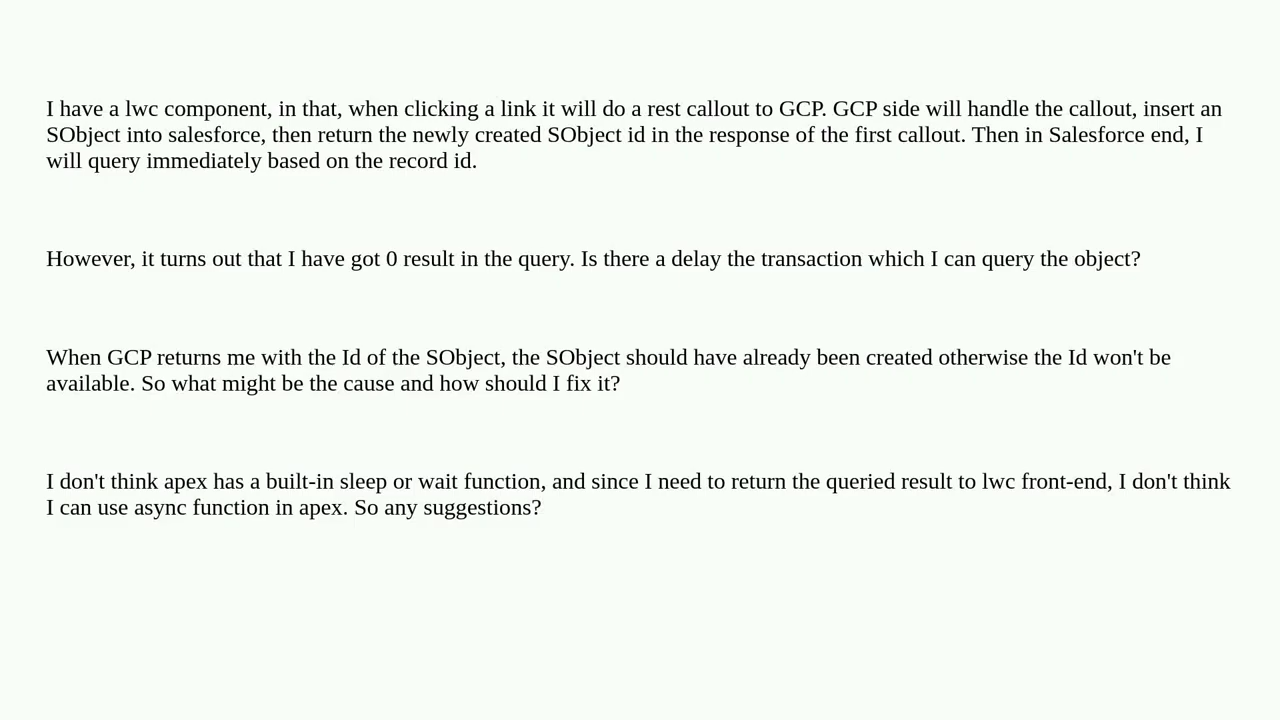 I have a lwc component, in that, when clicking a link it will do a rest callout to GCP. GCP side will handle the callout, insert an
SObject into salesforce, then return the newly created SObject id in the response of the first callout. Then in Salesforce end, I
will query immediately based on the record id.
However, it turns out that I have got 0 result in the query. Is there a delay the transaction which I can query the object?
When GCP returns me with the Id of the SObject, the SObject should have already been created otherwise the Id won't be
available. So what might be the cause and how should I fix it?
I don't think apex has a built-in sleep or wait function, and since I need to return the queried result to lwc front-end, I don't think
I can use async function in apex. So any suggestions?